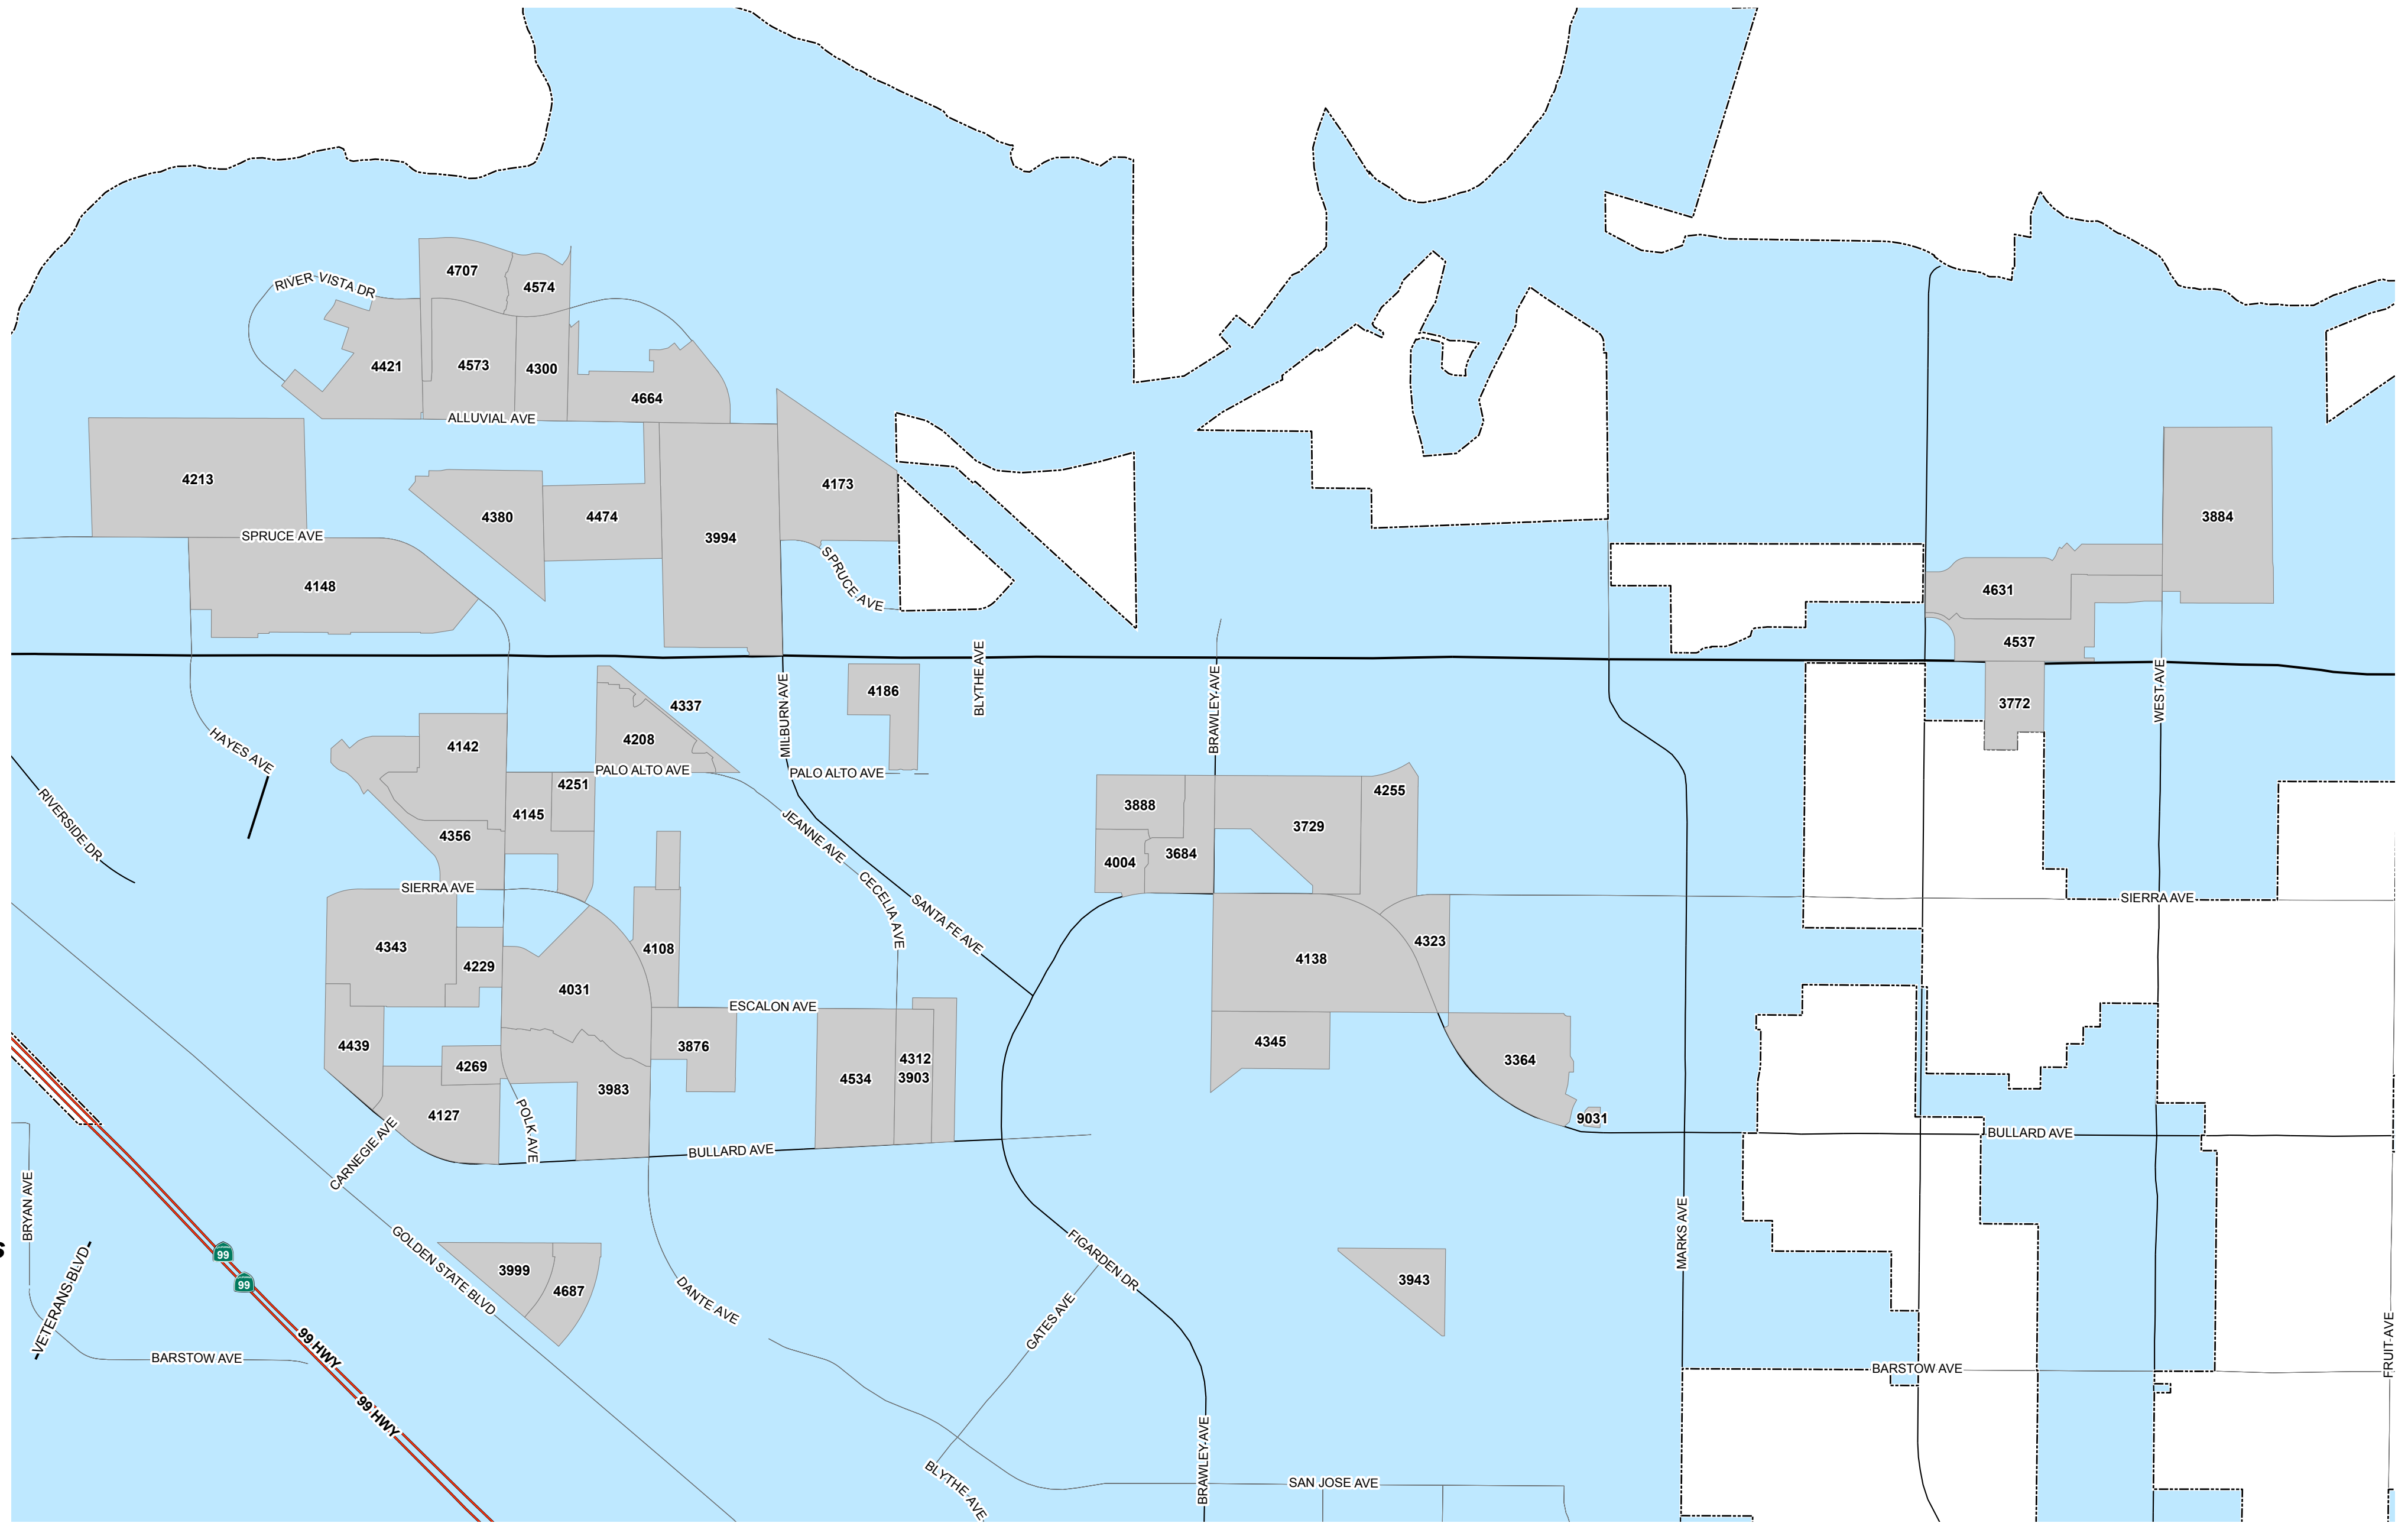 4707
4574
RIVER VISTA DR
4421
4573
4300
4664
ALLUVIAL AVE
4213
4380
4474
3994
4173
3884
SPRUCE AVE
SPRUCE AVE
4148
4631
4537
3772
WEST AVE
HAYES AVE
RIVERSIDE DR
4142
4337
4208
PALO ALTO AVE
MILBURN AVE
4186
PALO ALTO AVE
BLYTHE AVE
BRAWLEY AVE
4251
4145
4356
SIERRA AVE
JEANNE AVE
CECELIA AVE
SANTA FE AVE
3888
4004
3684
3729
4255
SIERRA AVE
4343
4229
4031
4108
4138
4323
ESCALON AVE
4439
4269
4127
3983
3876
4534
4312
3903
4345
3364
9031
POLK AVE
CARNEGIE AVE
BULLARD AVE
BULLARD AVE
BRYAN AVE
VETERANS BLVD
99
99
GOLDEN STATE BLVD
3999
4687
DANTE AVE
FIGARDEN DR
GATES AVE
3943
MARKS AVE
BARSTOW AVE
99 HWY
99 HWY
BARSTOW AVE
FRUIT AVE
BLYTHE AVE
BRAWLEY AVE
SAN JOSE AVE